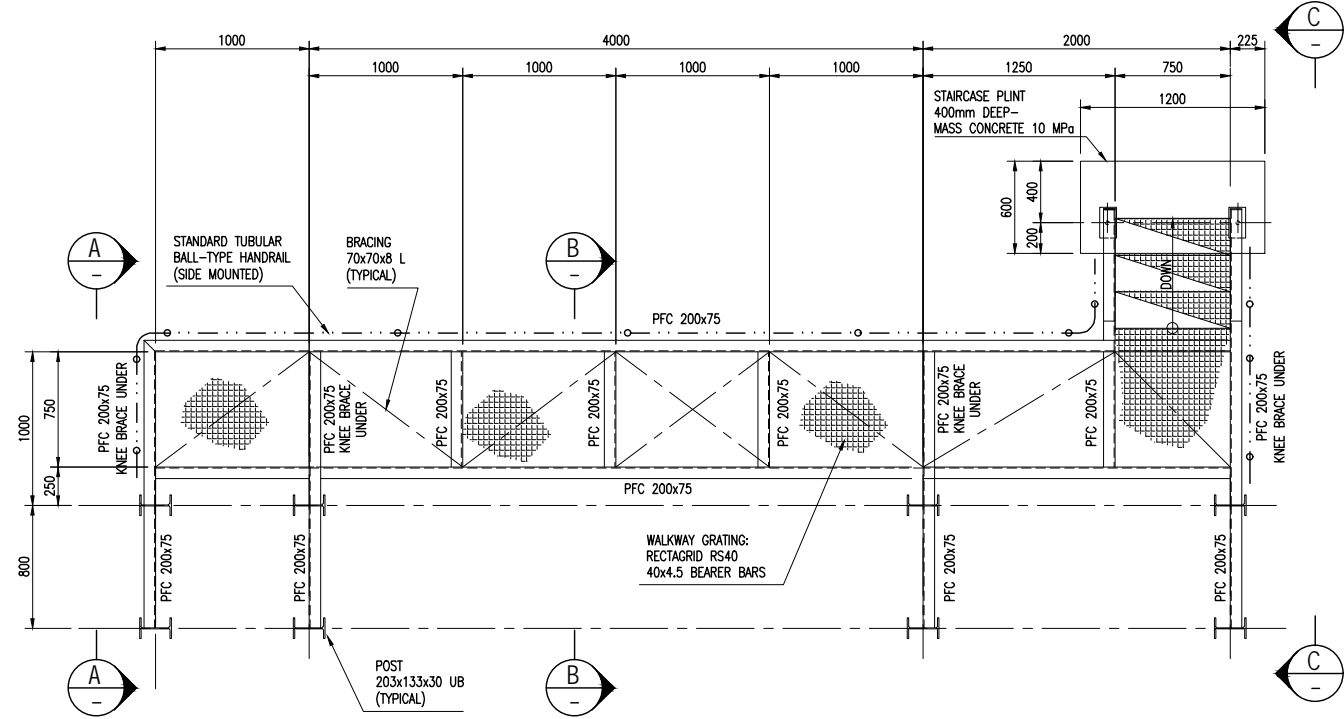 C
-
1000
4000
2000
225
1000
1000
1000
1000
1250
750
STAIRCASE PLINT
400mm DEEP-
MASS CONCRETE 10 MPa
1200
600
400
200
A
-
STANDARD TUBULAR
BALL-TYPE HANDRAIL
(SIDE MOUNTED)
BRACING
70x70x8 L
(TYPICAL)
B
-
DOWN
PFC 200x75
1000
750
250
800
PFC 200x75
KNEE BRACE UNDER
PFC 200x75
KNEE BRACE
UNDER
PFC 200x75
PFC 200x75
PFC 200x75
PFC 200x75
KNEE BRACE
UNDER
PFC 200x75
PFC 200x75
KNEE BRACE UNDER
PFC 200x75
PFC 200x75
PFC 200x75
WALKWAY GRATING:
RECTAGRID RS40
40x4.5 BEARER BARS
PFC 200x75
PFC 200x75
POST
203x133x30 UB
(TYPICAL)
A
-
B
-
C
-